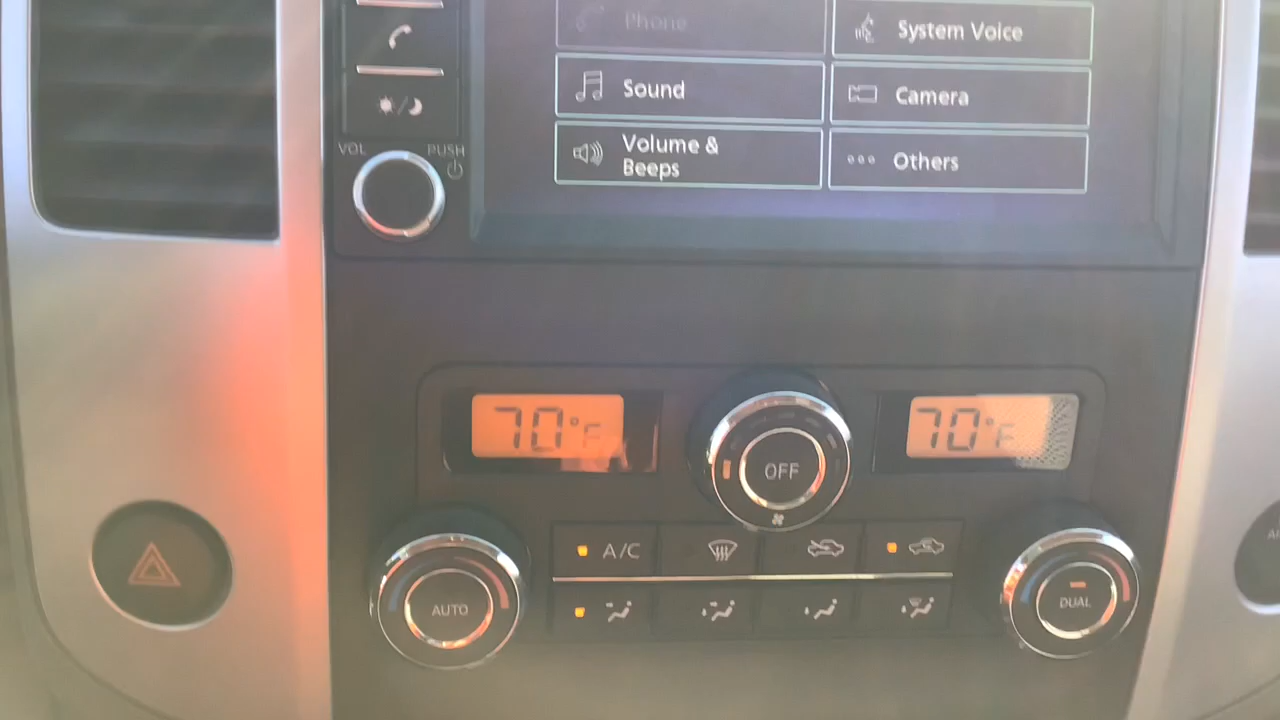 Phone
System Voice
Sound
Camera
Volume &
Beeps
Others
VOL
PUSH
70°F
OFF
70°F
A/C
AUTO
DUAL